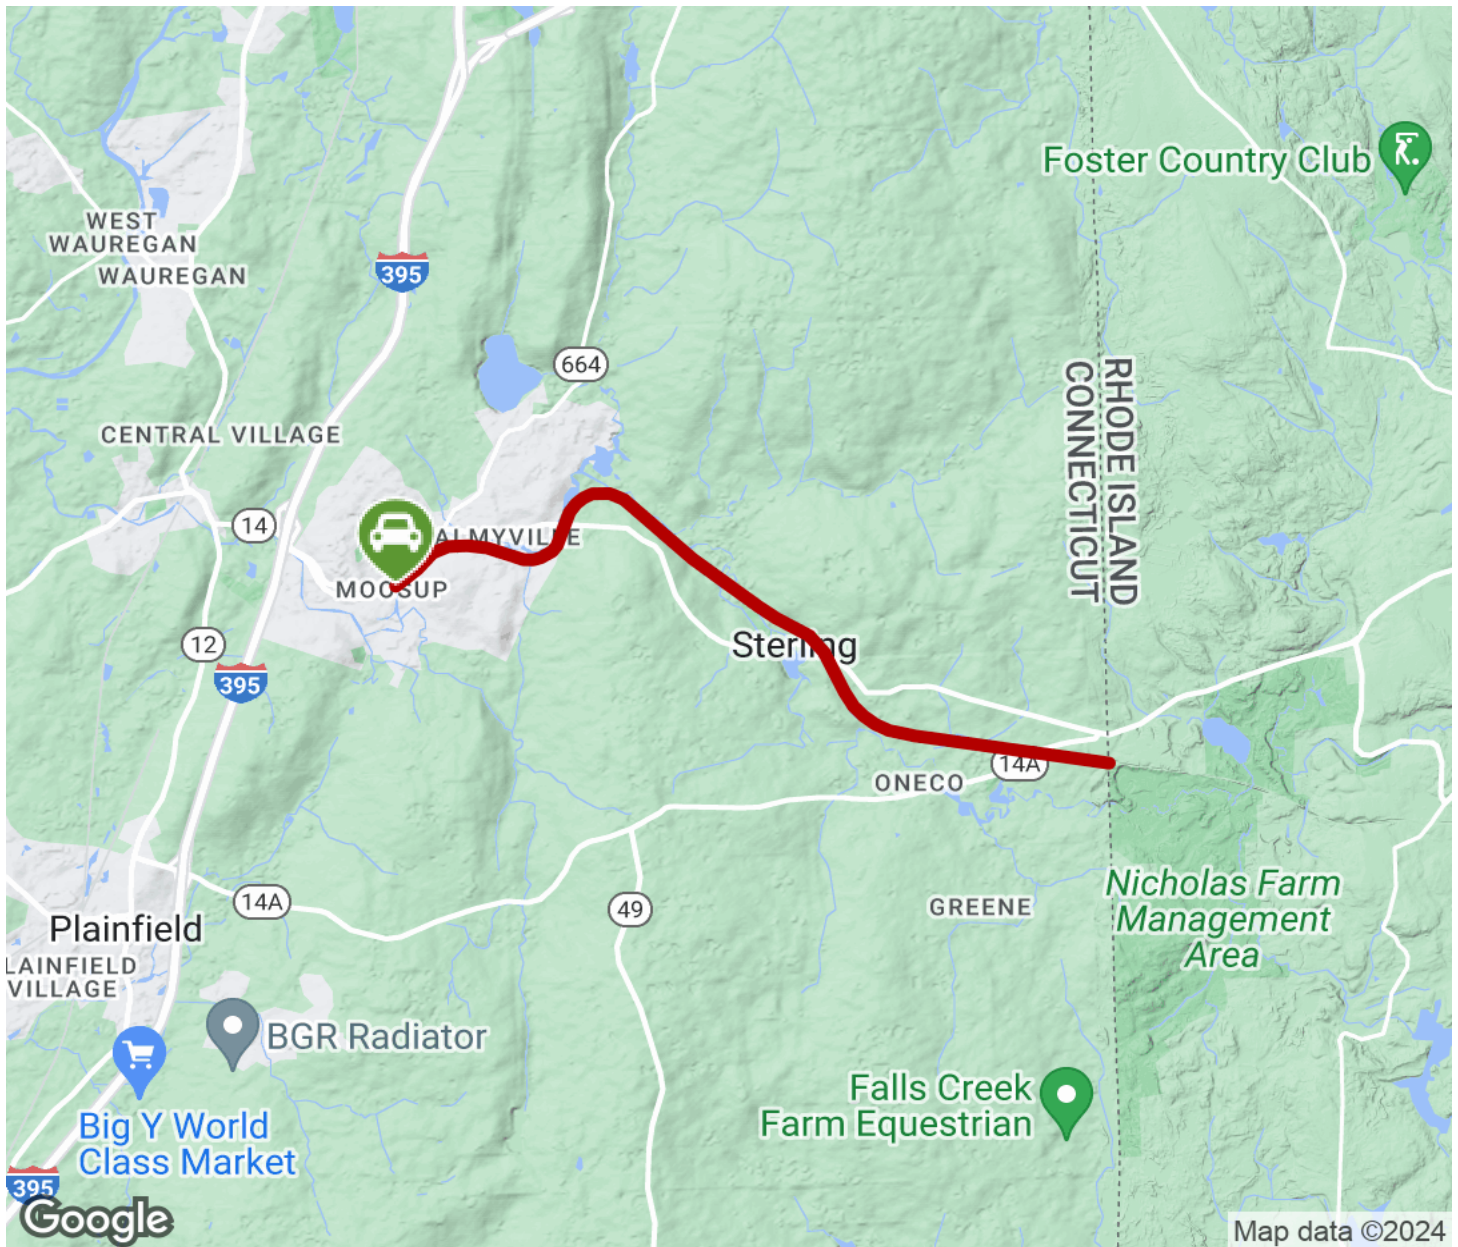 Foster Country Club
WEST
WAUREGAN
WAUREGAN
395
664
RHODE ISLAND
CONNECTICUT
CENTRAL VILLAGE
14
ALMYVILLE
MOOSUP
12
Sterling
395
14A
ONECO
14A
49
GREENE
Nicholas Farm
Management
Area
Plainfield
LAINFIELD
VILLAGE
BGR Radiator
Big Y World
Class Market
Falls Creek
Farm Equestrian
395
Google
Map data ©2024